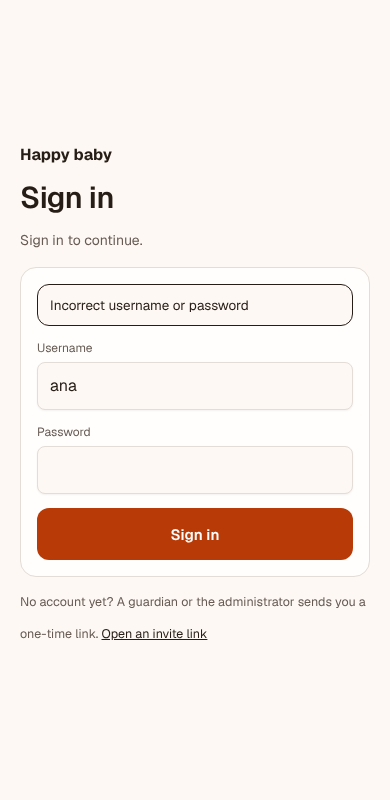 Happy baby
Sign in
Sign in to continue.
Incorrect username or password
Username
ana
Password
Sign in
No account yet? A guardian or the administrator sends you a
one-time link. Open an invite link